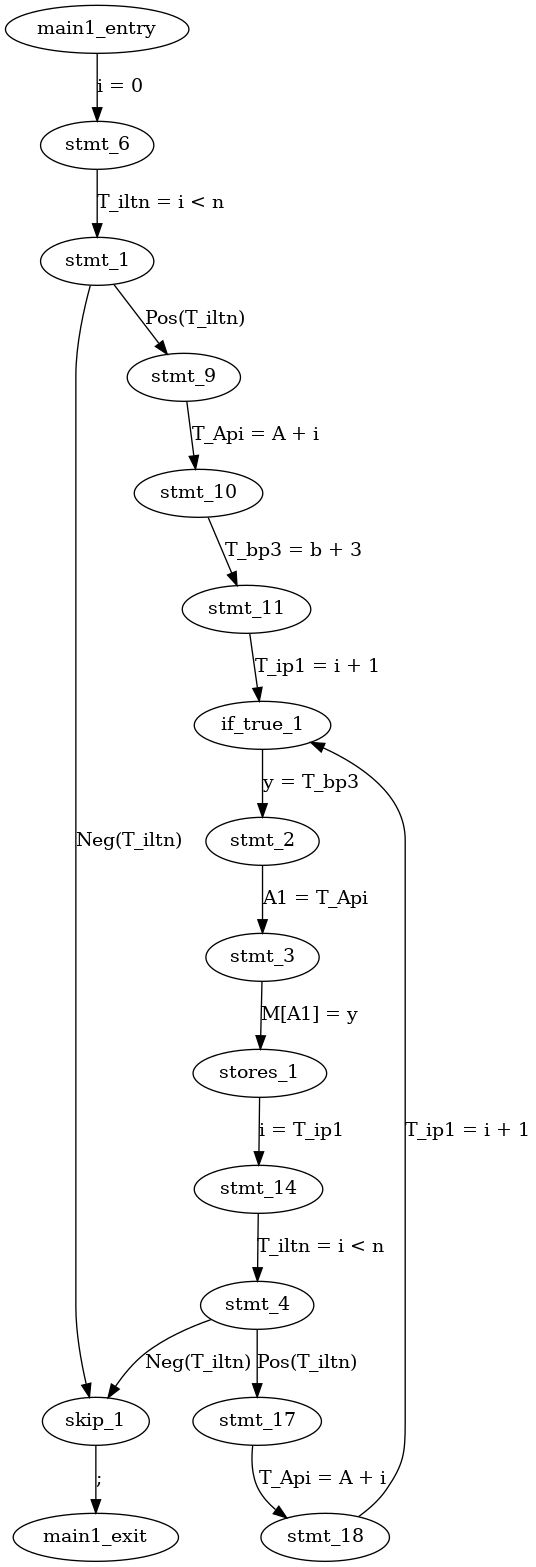 main1_entry
i = 0
stmt_6
T_iltn = i < n
stmt_1
Pos(T_iltn)
stmt_9
T_Api = A + i
stmt_10
T_bp3 = b + 3
stmt_11
T_ip1 = i + 1
if_true_1
y = T_bp3
Neg(T_iltn)
stmt_2
A1 = T_Api
stmt_3
M[A1] = y
stores_1
i = T_ip1
T_ip1 = i + 1
stmt_14
T_iltn = i < n
stmt_4
Neg(T_iltn)
Pos(T_iltn)
skip_1
stmt_17
;
T_Api = A + i
main1_exit
stmt_18